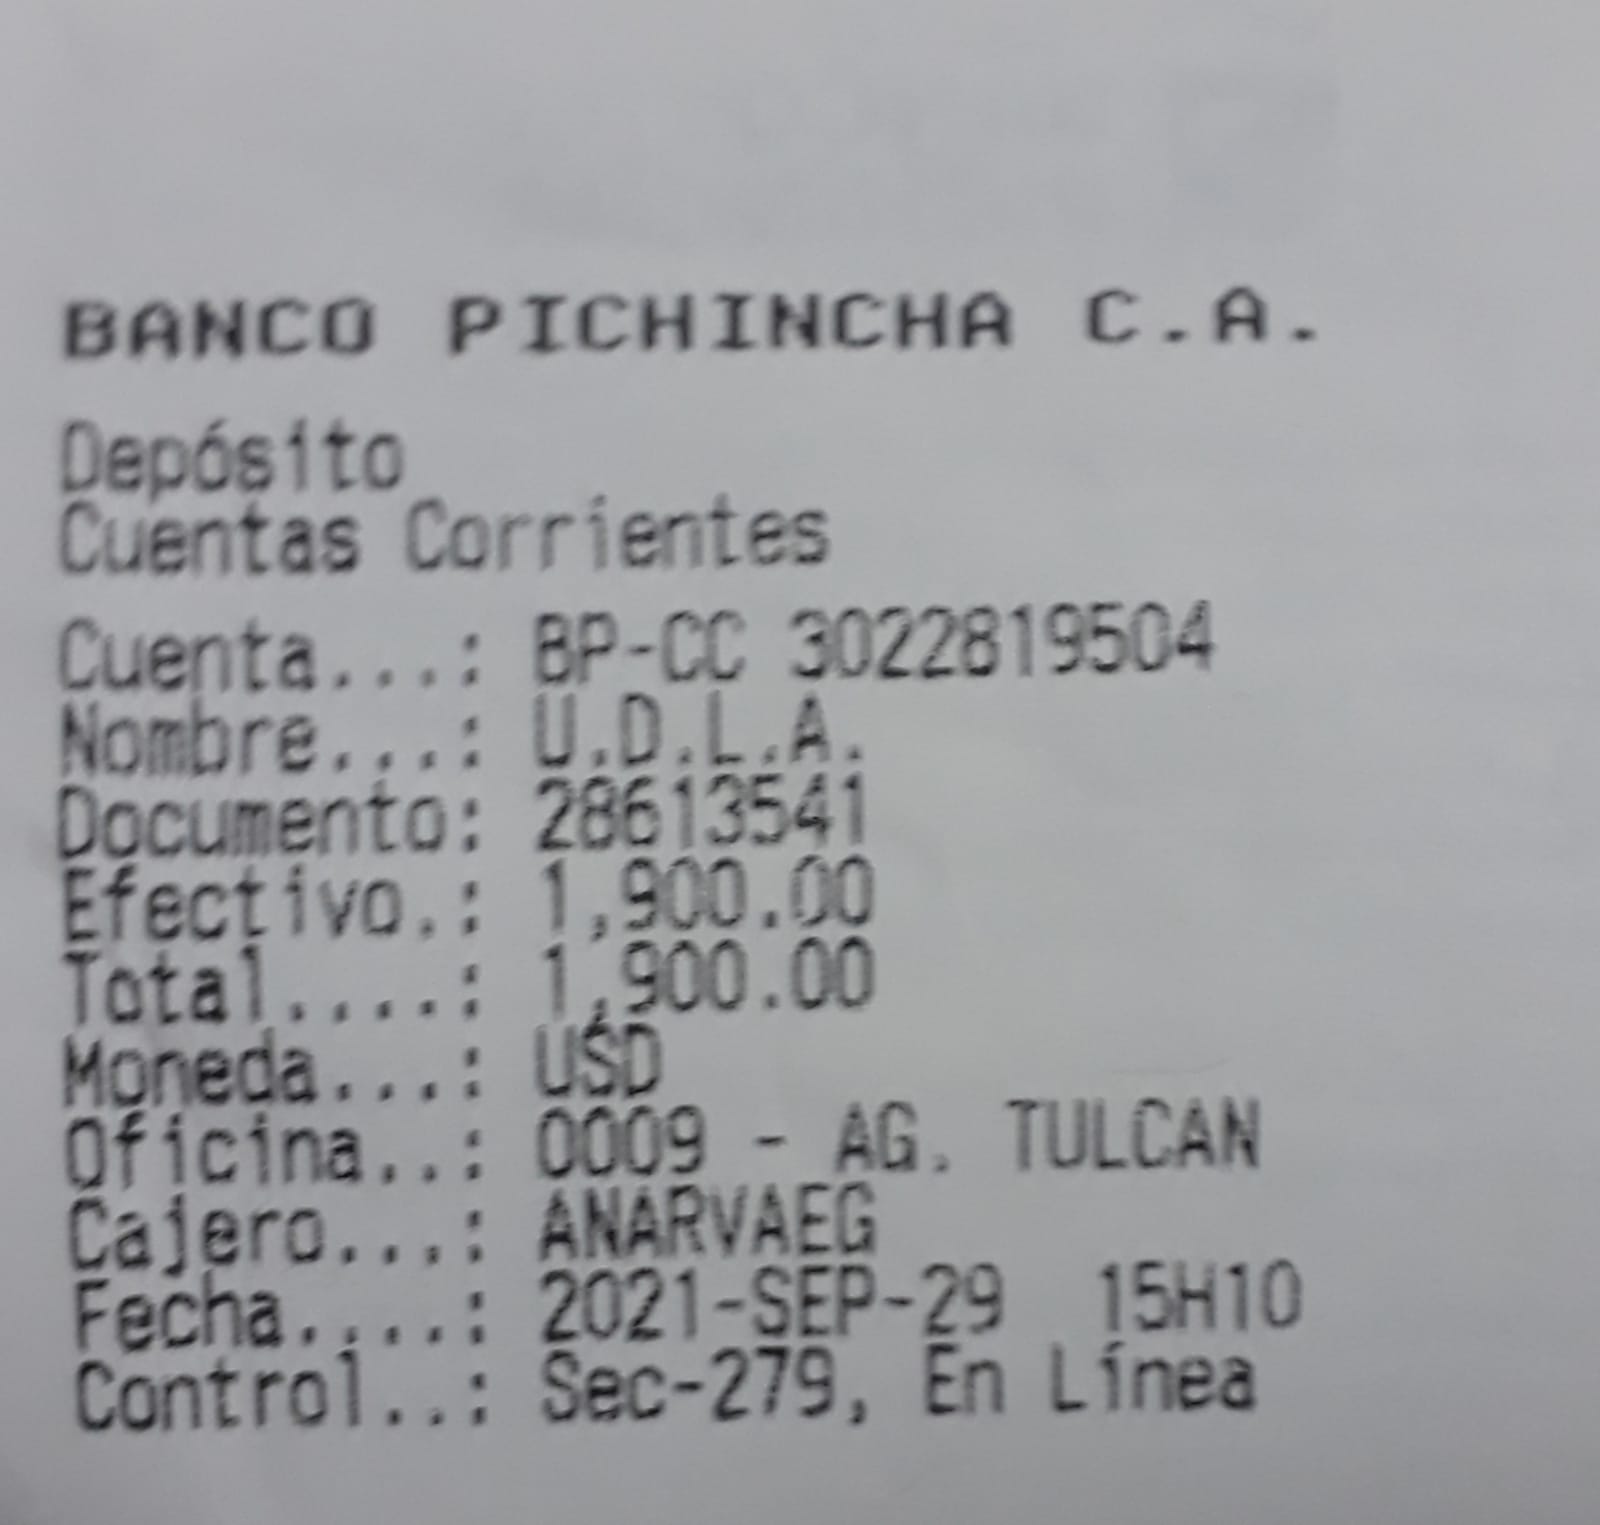 BANCO PICHINCHA C.A.
Depósito
Cuentas Corrientes
Cuenta...: BP-CC 3022819504
Nombre...: U.D.L.A.
Documento: 28613541
Efectivo.: 1,900.00
Total....: 1,900.00
Moneda...: USD
Oficina..: 0009 - AG. TULCAN
Cajero...: ANARVAEG
Fecha....: 2021-SEP-29 15H10
Control..: Sec-279, En Línea